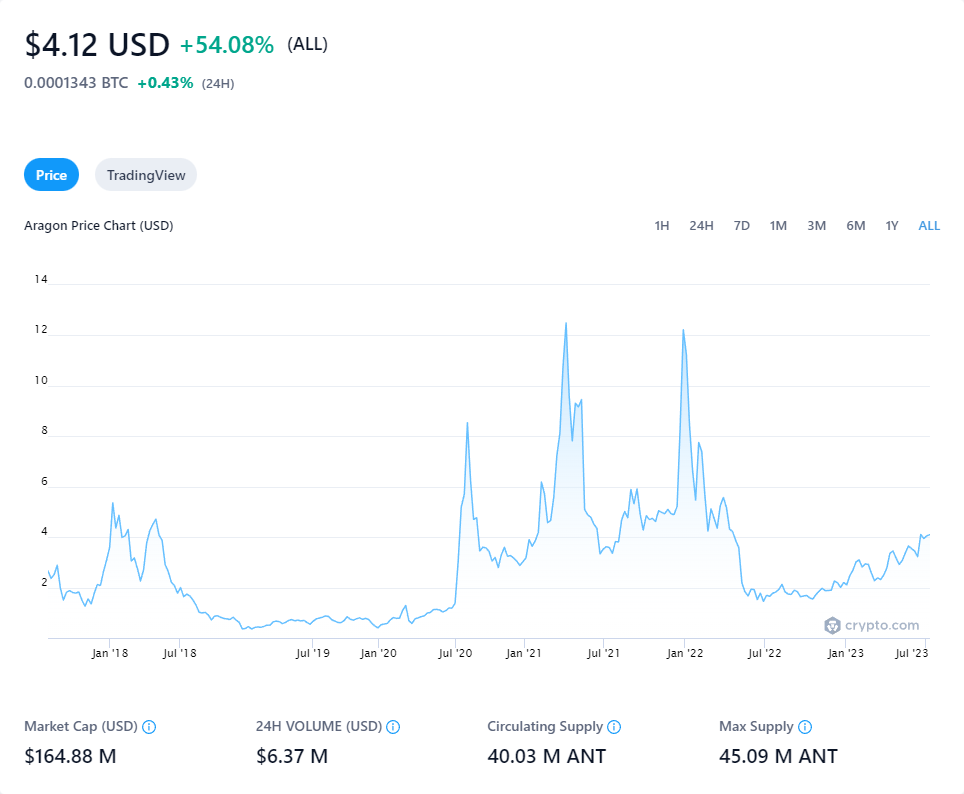 $4.12 USD +54.08% (ALL)
0.0001343 BTC +0.43% (24H)
Price TradingView
Aragon Price Chart (USD) 1H 24H 7D 1M 3M 6M 1Y ALL
14
12
10
8
6
4
2
crypto.com
Jan '18 Jul '18 Jul '19 Jan '20 Jul '20 Jan '21 Jul '21 Jan '22 Jul '22 Jan '23 Jul '23
Market Cap (USD) 24H VOLUME (USD) Circulating Supply Max Supply
$164.88 M $6.37 M 40.03 M ANT 45.09 M ANT